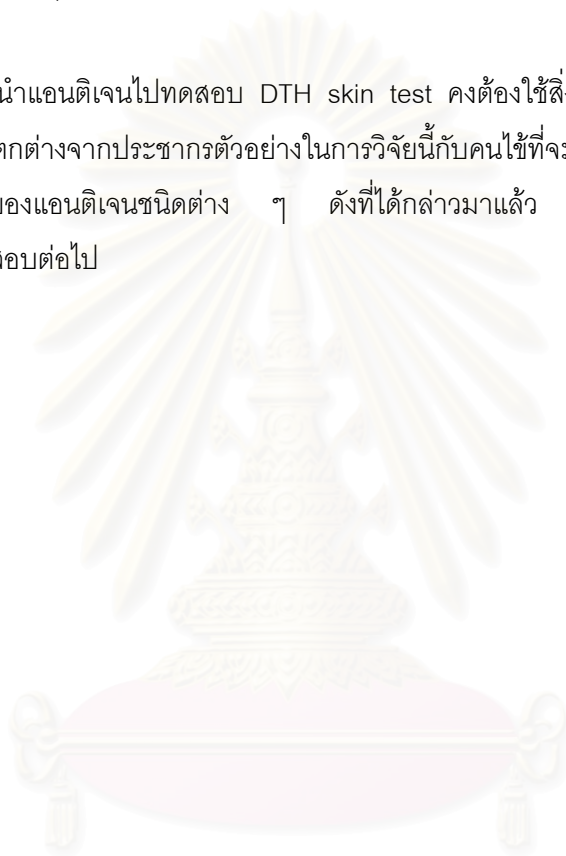 นำแอนติเจนไปทดสอบ DTH skin test คงต้องใช้
ตกต่างจากประชากรตัวอย่างในการวิจัยนี้กับคนไข้ที่จะ
ของแอนติเจนชนิดต่าง ๆ ดังที่ได้กล่าวมาแล้ว
สอบต่อไป